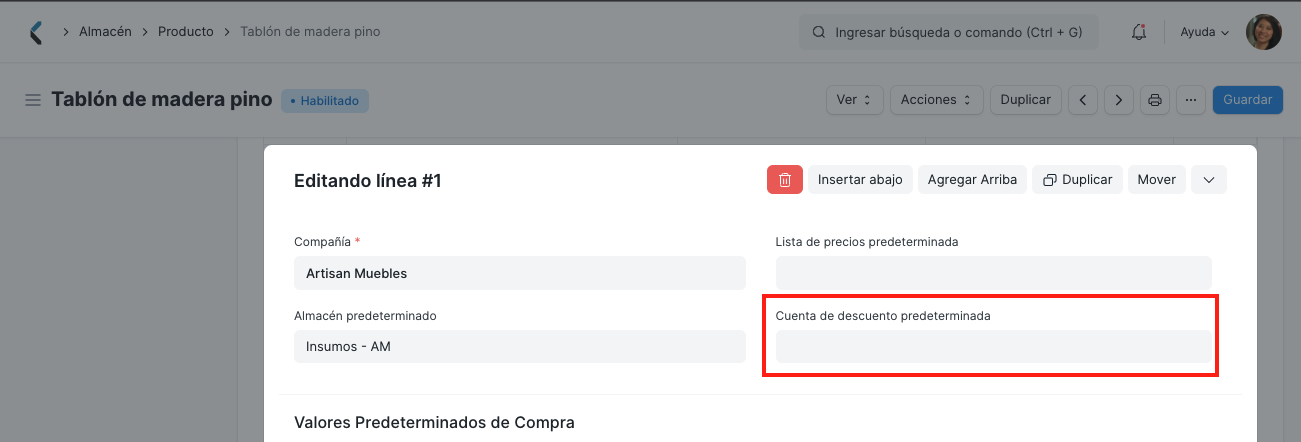 Almacén > Producto > Tablón de madera pino
Ingresar búsqueda o comando (Ctrl + G)
Ayuda
Tablón de madera pino
• Habilitado
Ver
Acciones
Duplicar
···
Guardar
Editando línea #1
Insertar abajo
Agregar Arriba
Duplicar
Mover
Compañía *
Artisan Muebles
Lista de precios predeterminada
Almacén predeterminado
Insumos - AM
Cuenta de descuento predeterminada
Valores Predeterminados de Compra